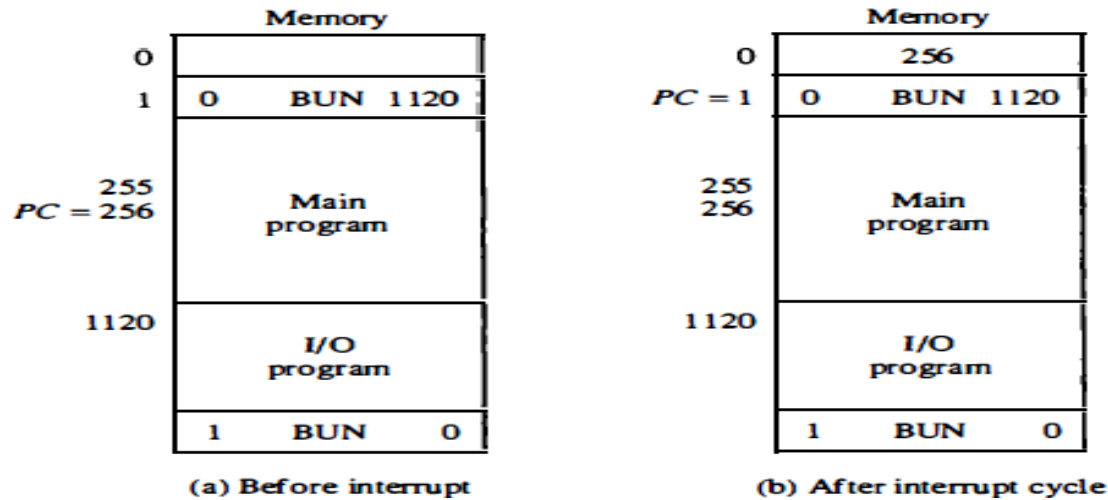 Memory
0
1 0 BUN 1120
255
PC = 256
Main
program
1120
I/O
program
1 BUN 0
(a) Before interrupt
Memory
0 256
PC = 1 0 BUN 1120
255
256
Main
program
1120
I/O
program
1 BUN 0
(b) After interrupt cycle